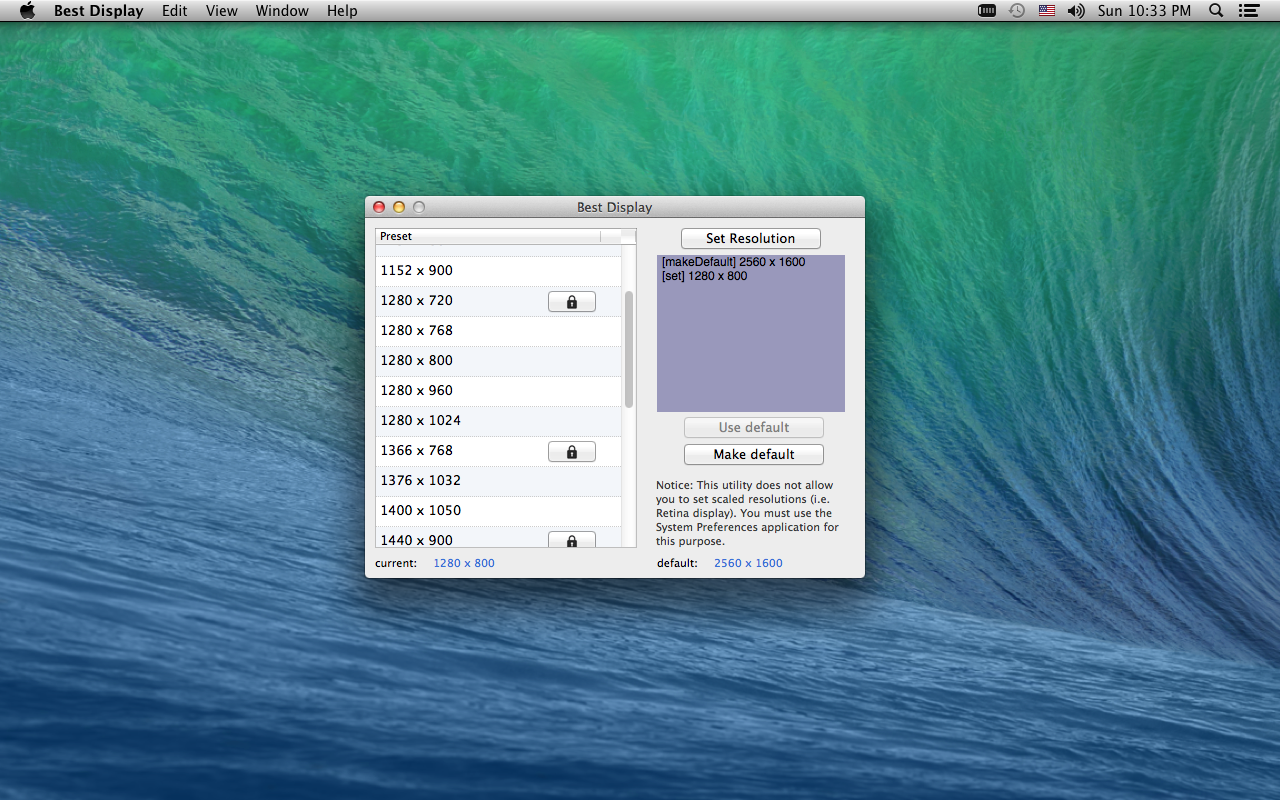 Best Display Edit View Window Help Sun 10:33 PM
Best Display
Preset
1152 x 900
1280 x 720
1280 x 768
1280 x 800
1280 x 960
1280 x 1024
1366 x 768
1376 x 1032
1400 x 1050
1440 x 900
current: 1280 x 800
Set Resolution
[makeDefault] 2560 x 1600
[set] 1280 x 800
Use default
Make default
Notice: This utility does not allow
you to set scaled resolutions (i.e.
Retina display). You must use the
System Preferences application for
this purpose.
default: 2560 x 1600